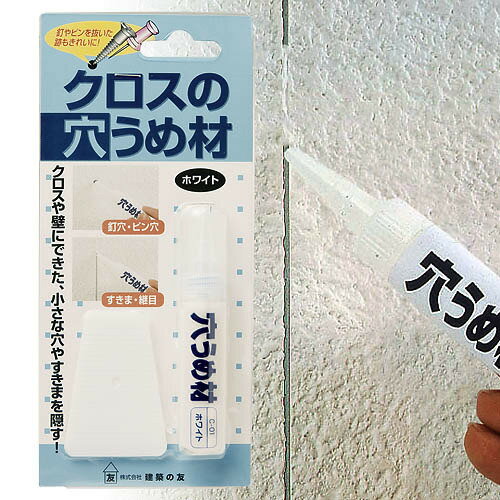 釘やピンを抜いた
跡もきれいに!
クロスの
穴うめ材
ホワイト
クロスや壁にできた、小さな穴やすきまを隠す!
穴うめ材
釘穴・ピン穴
穴うめ材
すきま・継目
穴うめ材
C-01
ホワイト
友
株式会社 建築の友
穴うめ